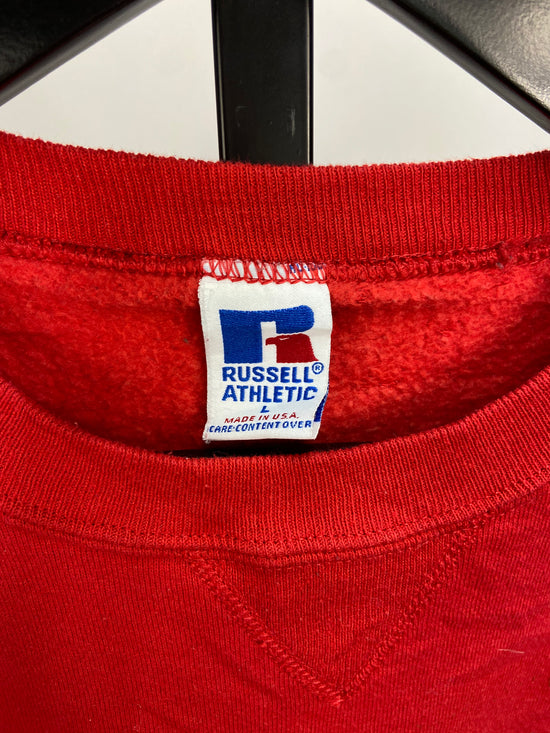 RUSSELL®
ATHLETIC
L
MADE IN U.S.A.
CARE·CONTENT OVER